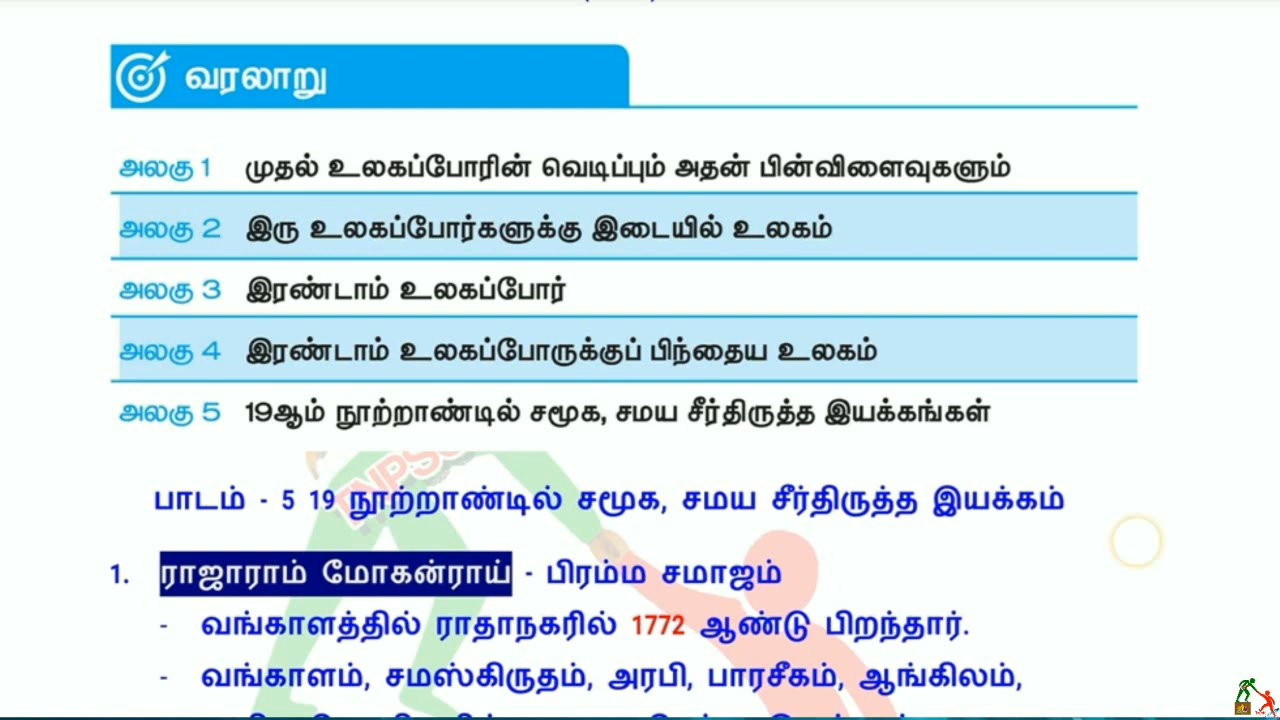 வரலாறு
அலகு 1 முதல் உலகப்போரின் வெடிப்பும் அதன் பின்விளைவுகளும்
அலகு 2 இரு உலகப்போர்களுக்கு இடையில் உலகம்
அலகு 3 இரண்டாம் உலகப்போர்
அலகு 4 இரண்டாம் உலகப்போருக்குப் பிந்தைய உலகம்
அலகு 5 19ஆம் நூற்றாண்டில் சமூக, சமய சீர்திருத்த இயக்கங்கள்
பாடம் - 5 19 நூற்றாண்டில் சமூக, சமய சீர்திருத்த இயக்கம்
1. ராஜாராம் மோகன்ராய் - பிரம்ம சமாஜம்
- வங்காளத்தில் ராதாநகரில் 1772 ஆண்டு பிறந்தார்.
- வங்காளம், சமஸ்கிருதம், அரபி, பாரசீகம், ஆங்கிலம்,